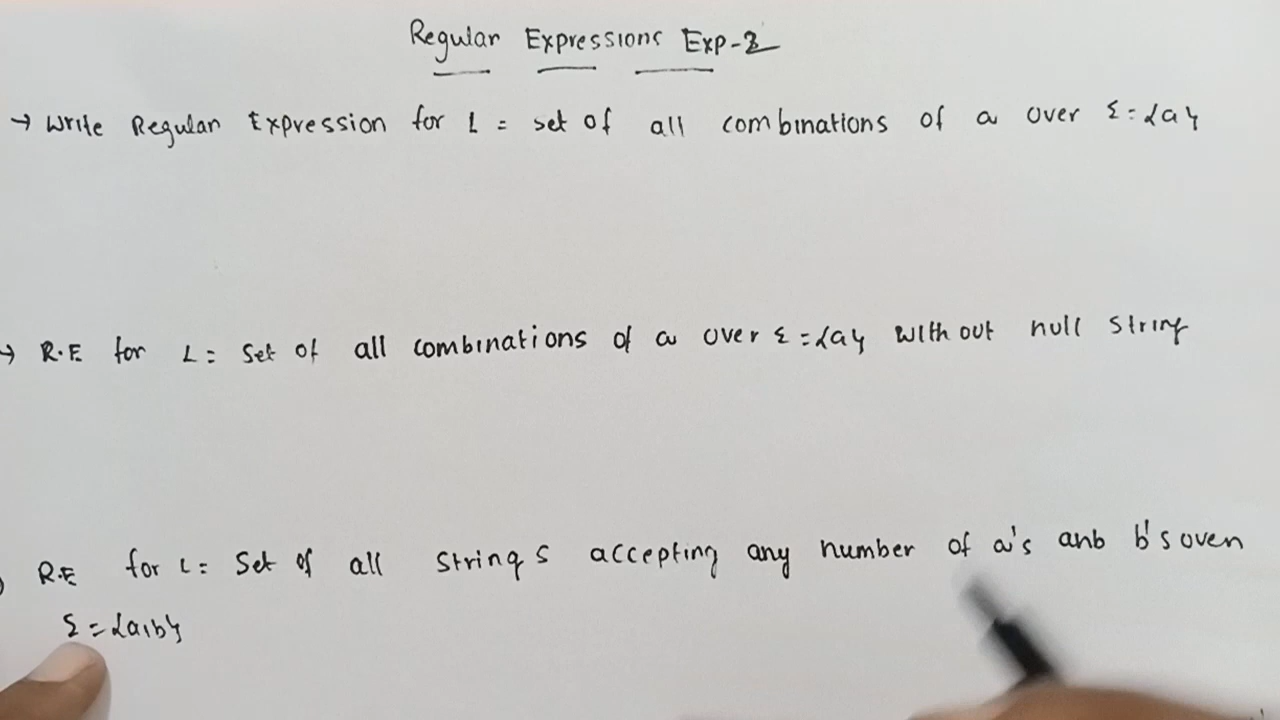 Regular Expressions Exp-2
→ Write Regular Expression for L = set of all combinations of a over Σ={a}
→ R.E for L= Set of all combinations of a over Σ={a} without null string
R.E for L= Set of all strings accepting any number of a's anb b's oven
Σ={a,b}